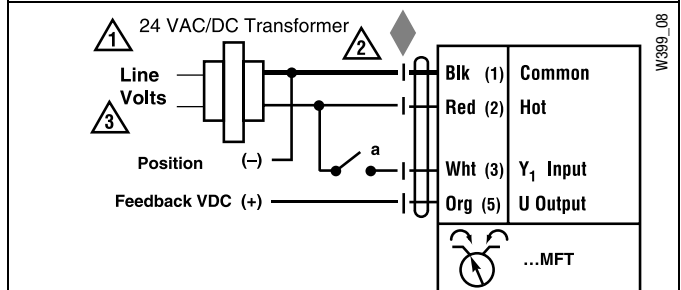 1 24 VAC/DC Transformer
2
Line
Volts
3
Blk (1) Common
Red (2) Hot
a
Position (–)
Wht (3) Y₁ Input
Feedback VDC (+)
Org (5) U Output
...MFT
W399_08